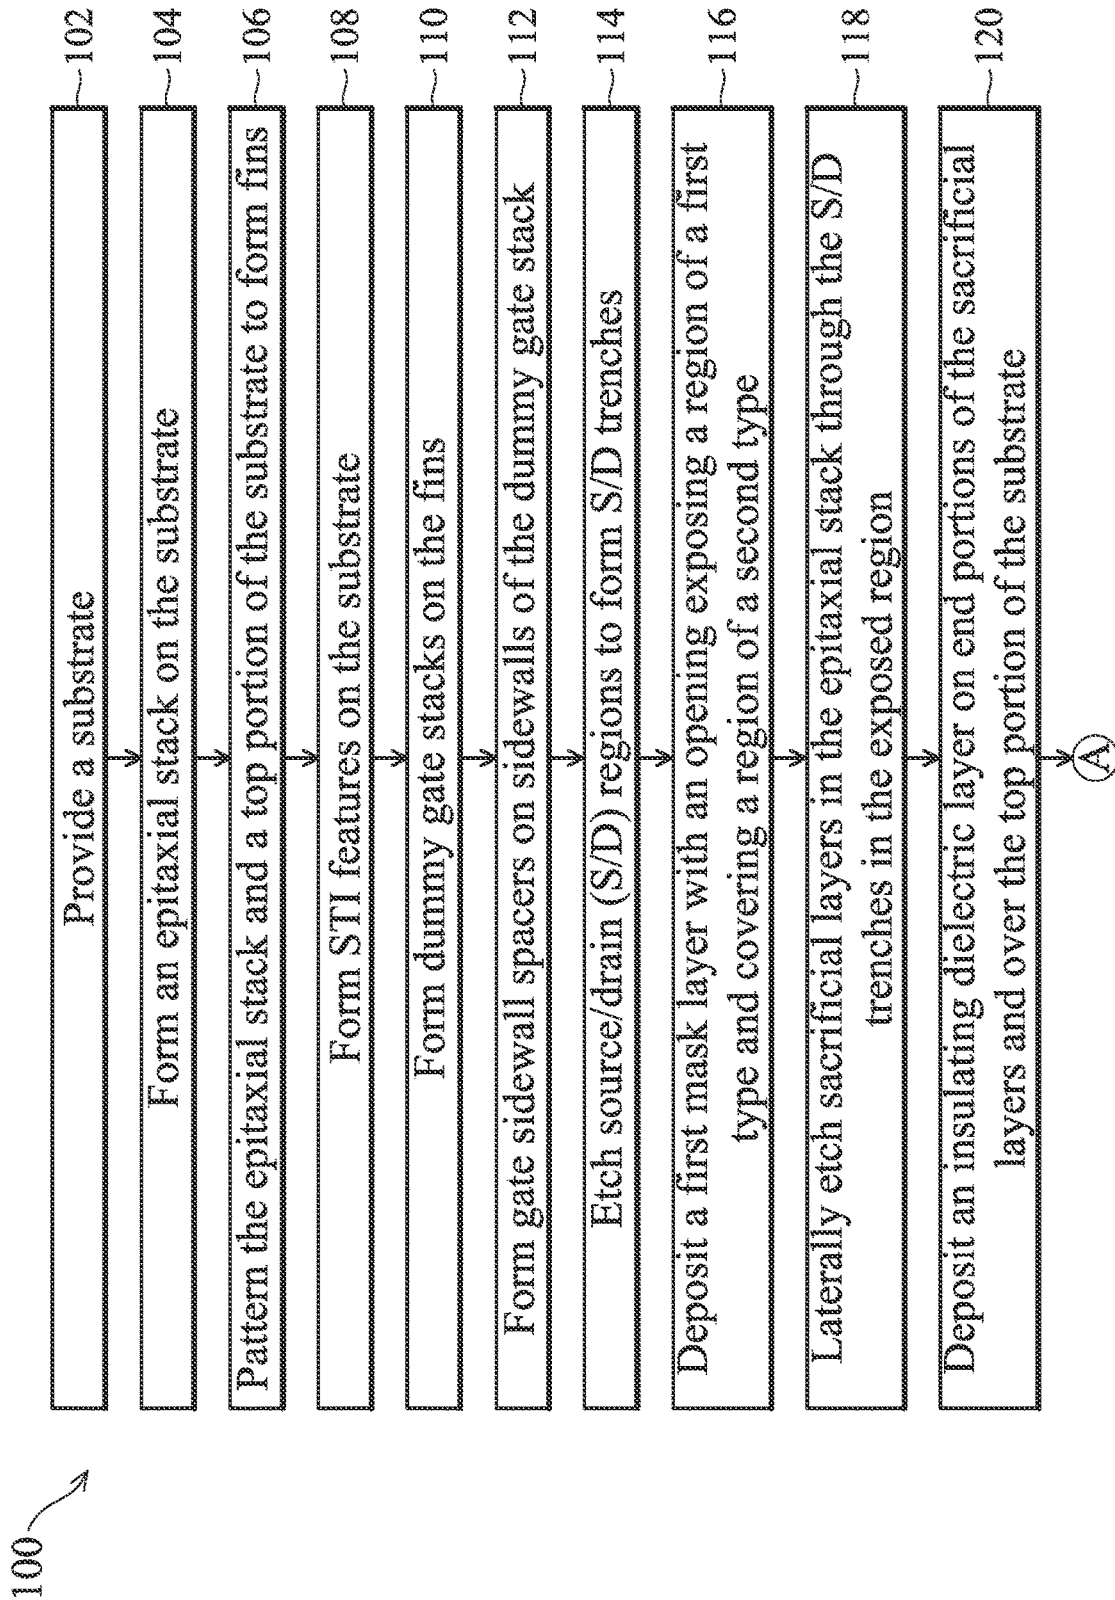 100
Provide a substrate
102
Form an epitaxial stack on the substrate
104
Pattern the epitaxial stack and a top portion of the substrate to form fins
106
Form STI features on the substrate
108
Form dummy gate stacks on the fins
110
Form gate sidewall spacers on sidewalls of the dummy gate stack
112
Etch source/drain (S/D) regions to form S/D trenches
114
Deposit a first mask layer with an opening exposing a region of a first
type and covering a region of a second type
116
Laterally etch sacrificial layers in the epitaxial stack through the S/D
trenches in the exposed region
118
Deposit an insulating dielectric layer on end portions of the sacrificial
layers and over the top portion of the substrate
120
A